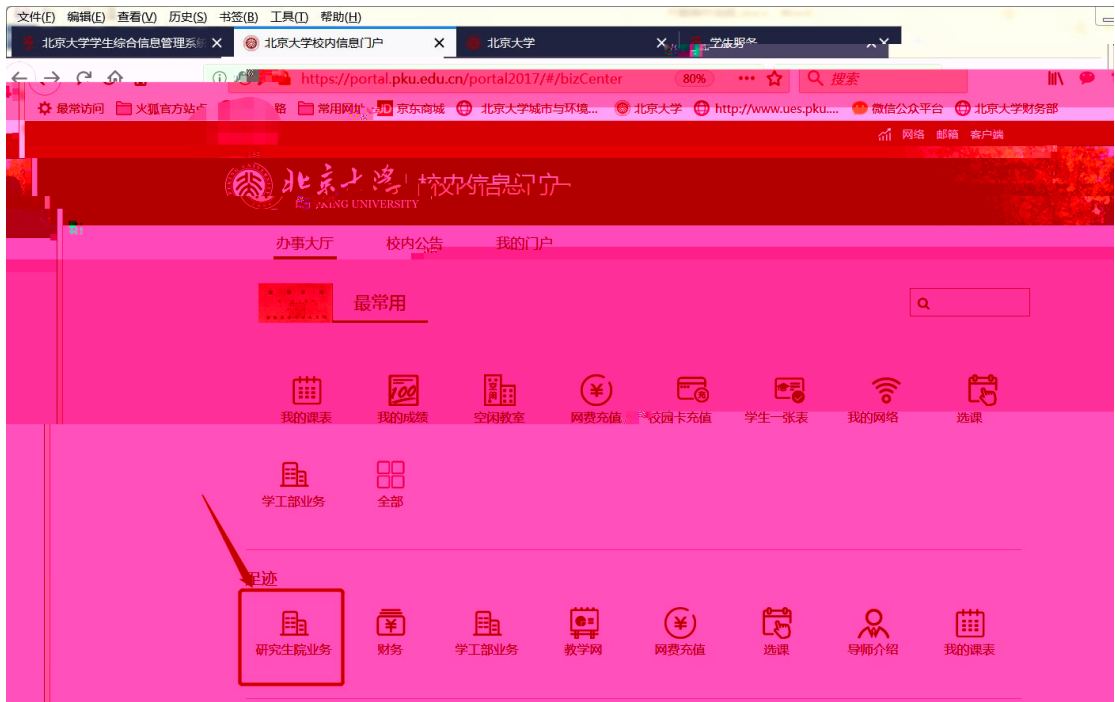 文件(F) 编辑(E) 查看(V) 历史(S) 书签(B) 工具(T) 帮助(H)
北京大学学生综合信息管理系统 北京大学校内信息门户 北京大学
https://portal.pku.edu.cn/portal2017/#/bizCenter 80% 搜索
最常访问 火狐官方站点 常用网址 JD 京东商城 北京大学城市与环境... 北京大学 http://www.ues.pku.... 微信公众平台 北京大学财务部
网络 邮箱 客户端
北京大学 校内信息门户
UNIVERSITY
办事大厅 校内公告 我的门户
最常用
100 空闲
我的课表 我的成绩 空闲教室 网费充值 校园卡充值 学生一张表 我的网络 选课
学工部业务 全部
足迹
研究生院业务 财务 学工部业务 教学网 网费充值 选课 导师介绍 我的课表